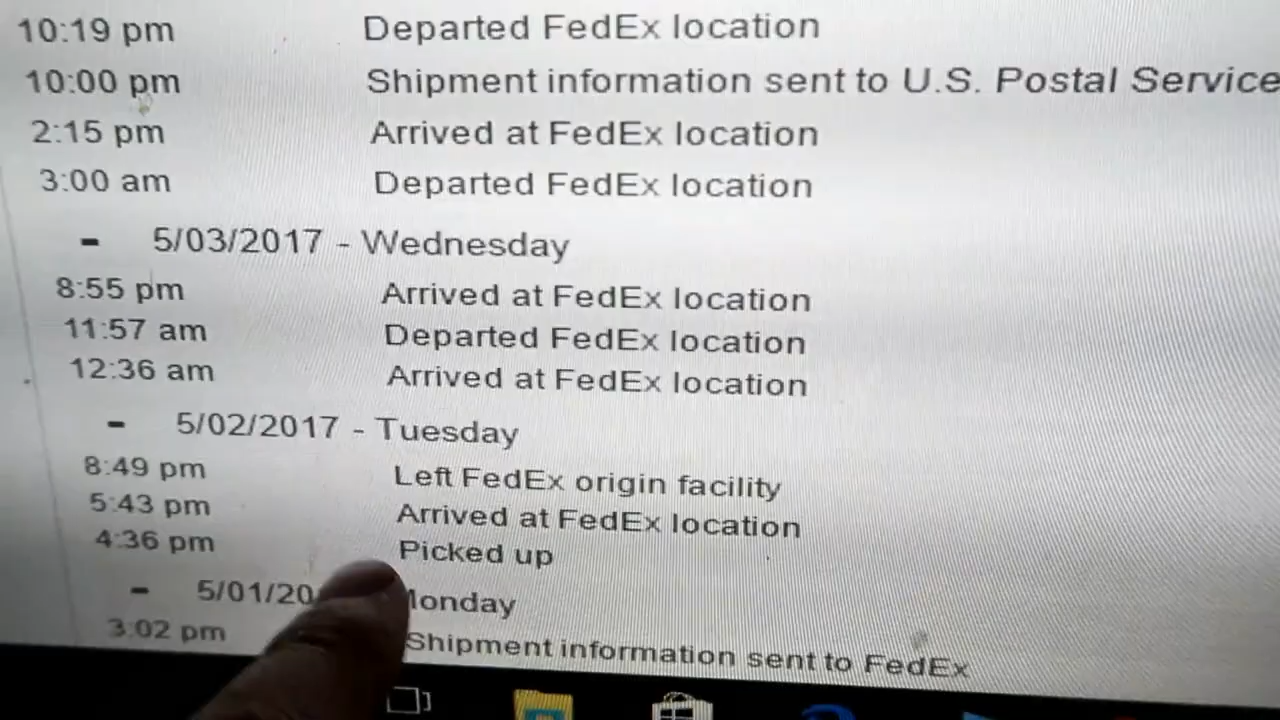 10:19 pm Departed FedEx location
10:00 pm Shipment information sent to U.S. Postal Service
2:15 pm Arrived at FedEx location
3:00 am Departed FedEx location
- 5/03/2017 - Wednesday
8:55 pm Arrived at FedEx location
11:57 am Departed FedEx location
12:36 am Arrived at FedEx location
- 5/02/2017 - Tuesday
8:49 pm Left FedEx origin facility
5:43 pm Arrived at FedEx location
4:36 pm Picked up
- 5/01/20 Monday
3:02 pm Shipment information sent to FedEx